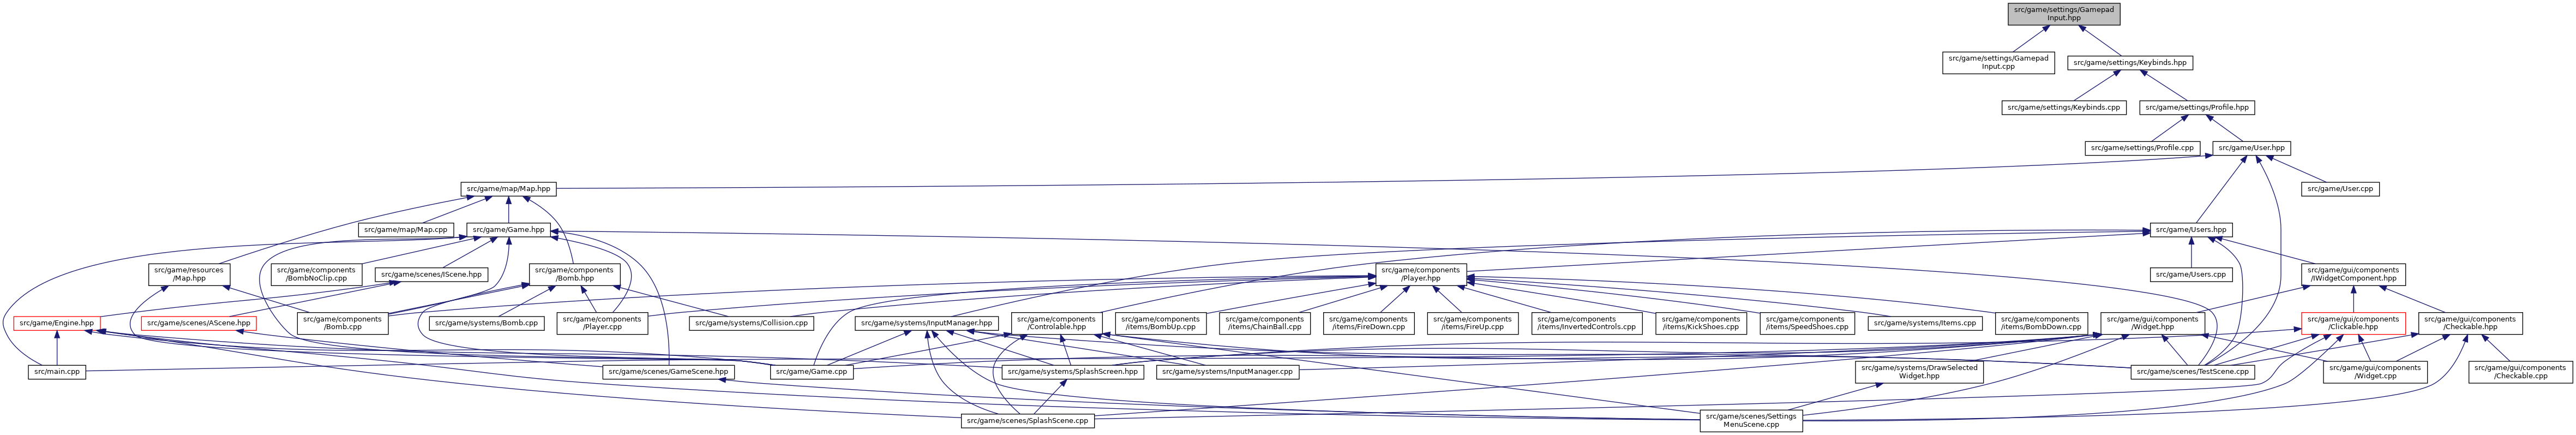 src/game/settings/Gamepad
Input.hpp
src/game/settings/Gamepad
Input.cpp
src/game/settings/Keybinds.hpp
src/game/settings/Keybinds.cpp
src/game/settings/Profile.hpp
src/game/settings/Profile.cpp
src/game/User.hpp
src/game/map/Map.hpp
src/game/User.cpp
src/game/map/Map.cpp
src/game/Game.hpp
src/game/Users.hpp
src/game/resources
/Map.hpp
src/game/components
/BombNoClip.cpp
src/game/scenes/IScene.hpp
src/game/components
/Bomb.hpp
src/game/components
/Player.hpp
src/game/Users.cpp
src/game/gui/components
/IWidgetComponent.hpp
src/game/Engine.hpp
src/game/scenes/AScene.hpp
src/game/components
/Bomb.cpp
src/game/systems/Bomb.cpp
src/game/components
/Player.cpp
src/game/systems/Collision.cpp
src/game/systems/InputManager.hpp
src/game/components
/Controlable.hpp
src/game/components
/items/BombUp.cpp
src/game/components
/items/ChainBall.cpp
src/game/components
/items/FireDown.cpp
src/game/components
/items/FireUp.cpp
src/game/components
/items/InvertedControls.cpp
src/game/components
/items/KickShoes.cpp
src/game/components
/items/SpeedShoes.cpp
src/game/systems/Items.cpp
src/game/components
/items/BombDown.cpp
src/game/gui/components
/Widget.hpp
src/game/gui/components
/Clickable.hpp
src/game/gui/components
/Checkable.hpp
src/main.cpp
src/game/scenes/GameScene.hpp
src/game/Game.cpp
src/game/systems/SplashScreen.hpp
src/game/systems/InputManager.cpp
src/game/systems/DrawSelected
Widget.hpp
src/game/scenes/TestScene.cpp
src/game/gui/components
/Widget.cpp
src/game/gui/components
/Checkable.cpp
src/game/scenes/SplashScene.cpp
src/game/scenes/Settings
MenuScene.cpp